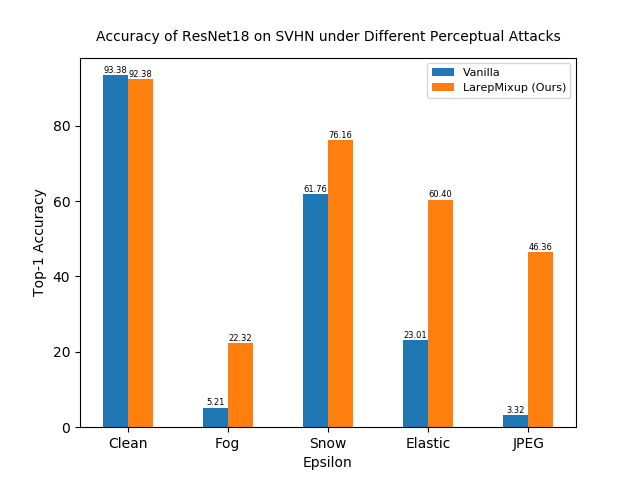 Accuracy of ResNet18 on SVHN under Different Perceptual Attacks
Vanilla
LarepMixup (Ours)
Top-1 Accuracy
80
60
40
20
0
93.38
92.38
5.21
22.32
61.76
76.16
23.01
60.40
3.32
46.36
Clean
Fog
Snow
Elastic
JPEG
Epsilon